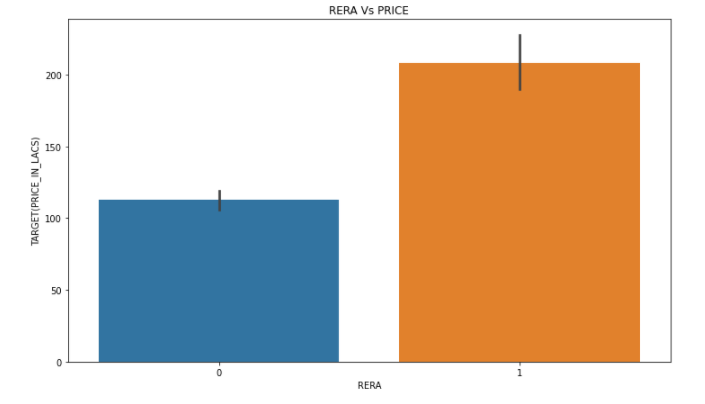 RERA Vs PRICE
TARGET(PRICE_IN_LACS)
200
150
100
50
0
0 1
RERA